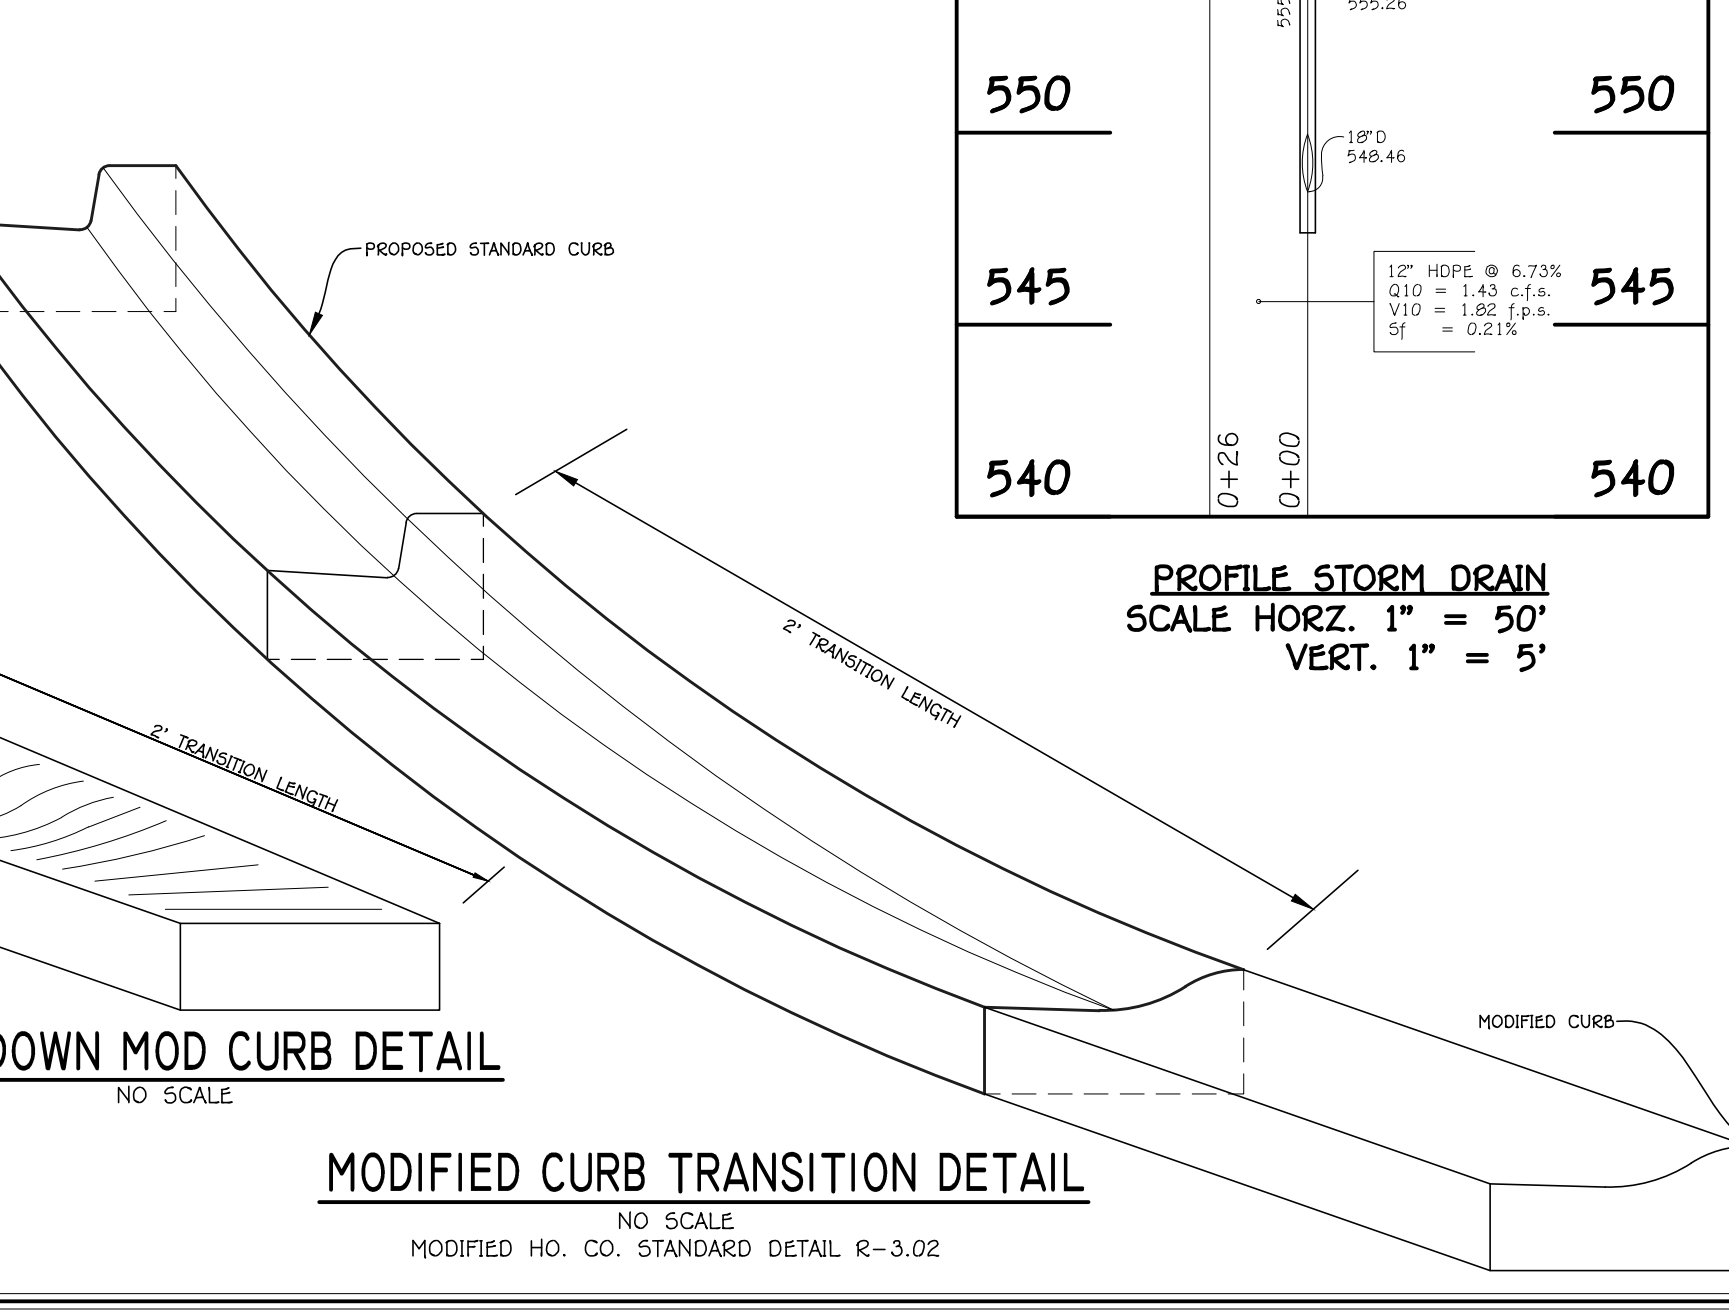 555.26
550
550
18"D
548.46
PROPOSED STANDARD CURB
545
545
12" HDPE @ 6.73%
Q10 = 1.43 c.f.s.
V10 = 1.82 f.p.s.
Sf = 0.21%
540
0+26
0+00
540
PROFILE STORM DRAIN
SCALE HORZ. 1" = 50'
VERT. 1" = 5'
2' TRANSITION LENGTH
2' TRANSITION LENGTH
MODIFIED CURB
DOWN MOD CURB DETAIL
NO SCALE
MODIFIED CURB TRANSITION DETAIL
NO SCALE
MODIFIED HO. CO. STANDARD DETAIL R-3.02